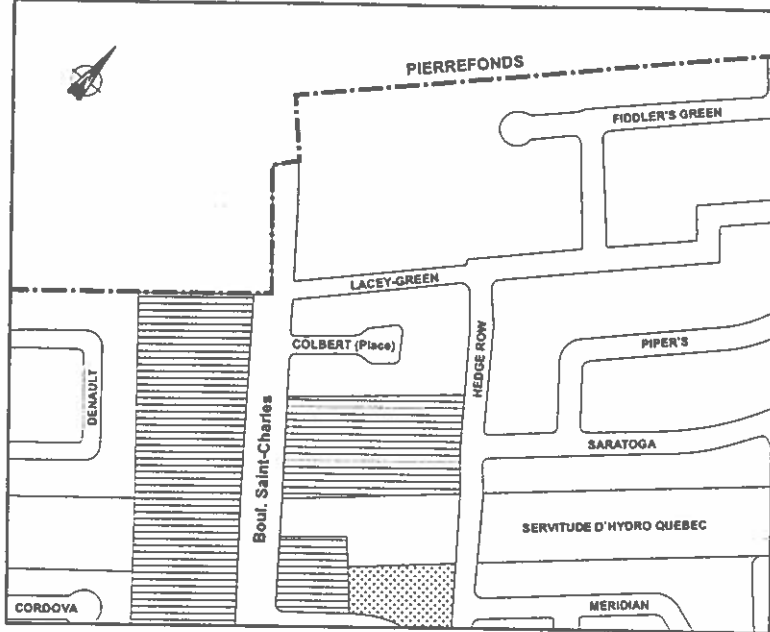 PIERREFONDS
FIDDLER'S GREEN
LACEY-GREEN
COLBERT (Place)
HEDGE ROW
PIPER'S
DENAULT
Boul. Saint-Charles
SARATOGA
SERVITUDE D'HYDRO QUEBEC
CORDOVA
MERIDIAN